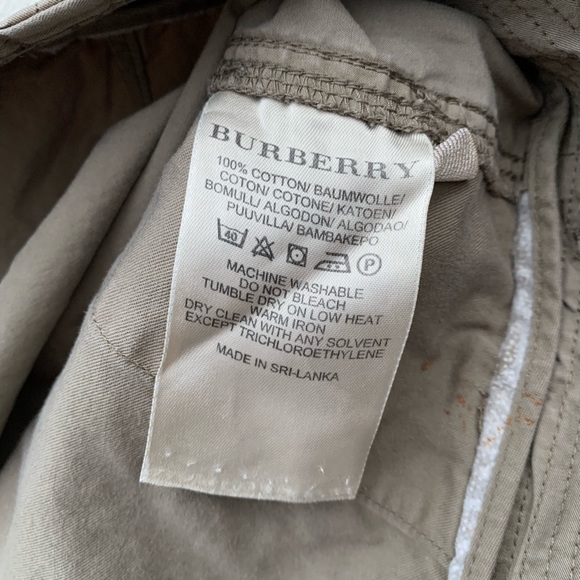 BURBERRY
100% COTTON/ BAUMWOLLE/
COTON/ COTONE/ KATOEN/
BOMULL/ ALGODON/ ALGODAO/
PUUVILLA/ BAMBAKEPO
40 P
MACHINE WASHABLE
DO NOT BLEACH
TUMBLE DRY ON LOW HEAT
WARM IRON
DRY CLEAN WITH ANY SOLVENT
EXCEPT TRICHLOROETHYLENE
MADE IN SRI-LANKA